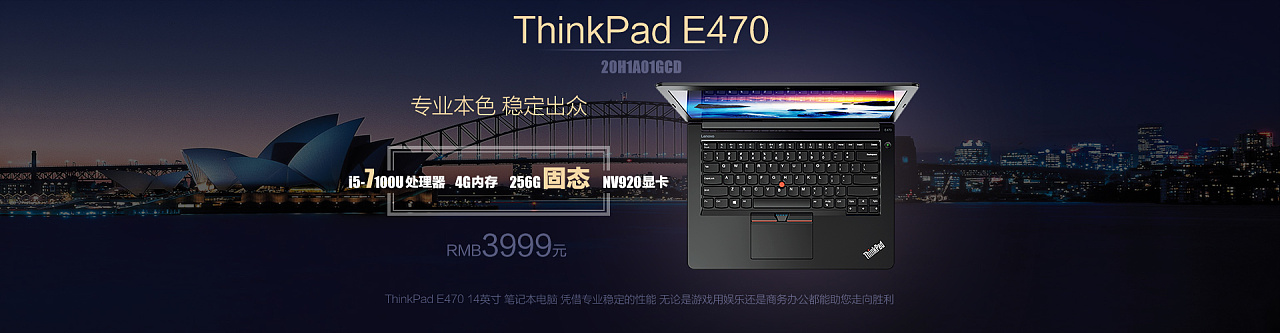 ThinkPad E470
20H1A01GCD
专业本色 稳定出众
i5-7100U处理器 4G内存 256G固态 NV920显卡
RMB3999元
ThinkPad E470 14英寸 笔记本电脑 凭借专业稳定的性能 无论是游戏用娱乐还是商务办公都能助您走向胜利
Lenovo
ThinkPad